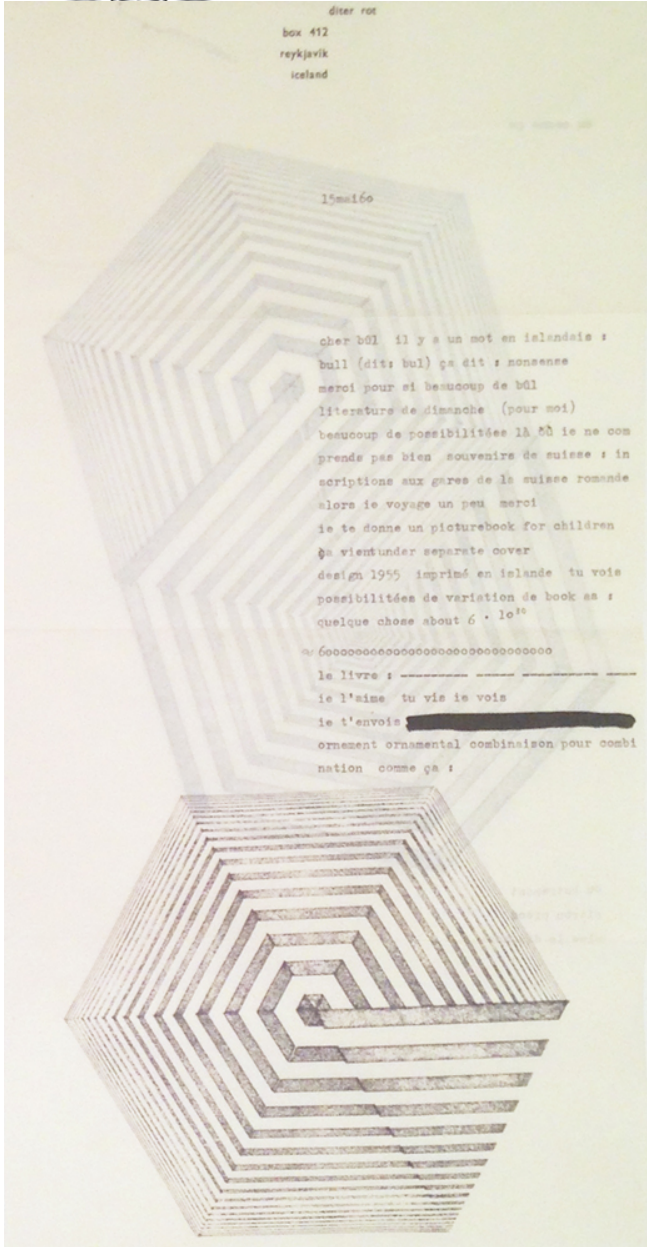 diter rot
box 412
reykjavik
iceland
15mai60
cher bûl il y a un mot en islandais :
bull (dit: bul) ça dit : nonsense
merci pour si beaucoup de bûl
literature de dimanche (pour moi)
beaucoup de possibilitées là où ie ne com
prends pas bien souvenirs de suisse : in
scriptions aux gares de la suisse romande
alors ie voyage un peu merci
ie te donne un picturebook for children
ça vient under separate cover
design 1955 imprimé en islande tu vois
possibilitées de variation de book as :
quelque chose about 6 · 10³⁰
∞ 6oooooooooooooooooooooooooooooo
le livre : ---------- ----- --------- ----
ie l'aime tu vis ie vois
ie t'envois
ornement ornamental combinaison pour combi
nation comme ça :